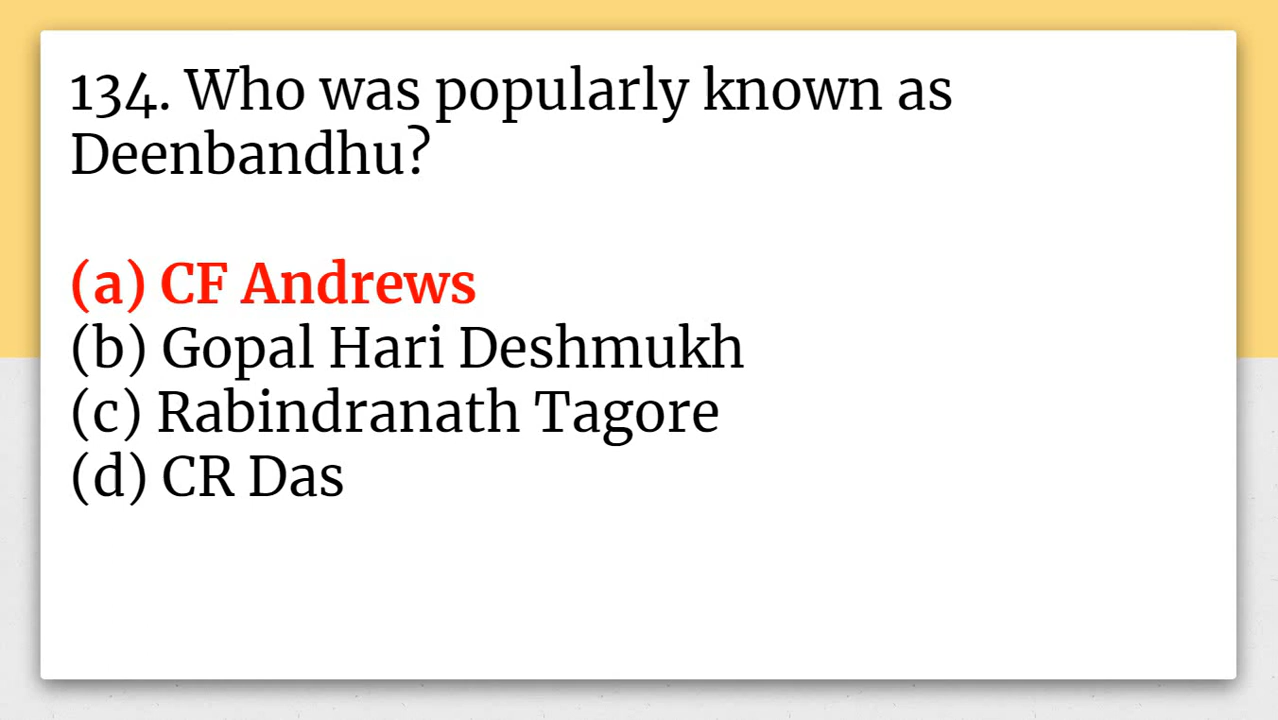 134. Who was popularly known as
Deenbandhu?
(a) CF Andrews
(b) Gopal Hari Deshmukh
(c) Rabindranath Tagore
(d) CR Das